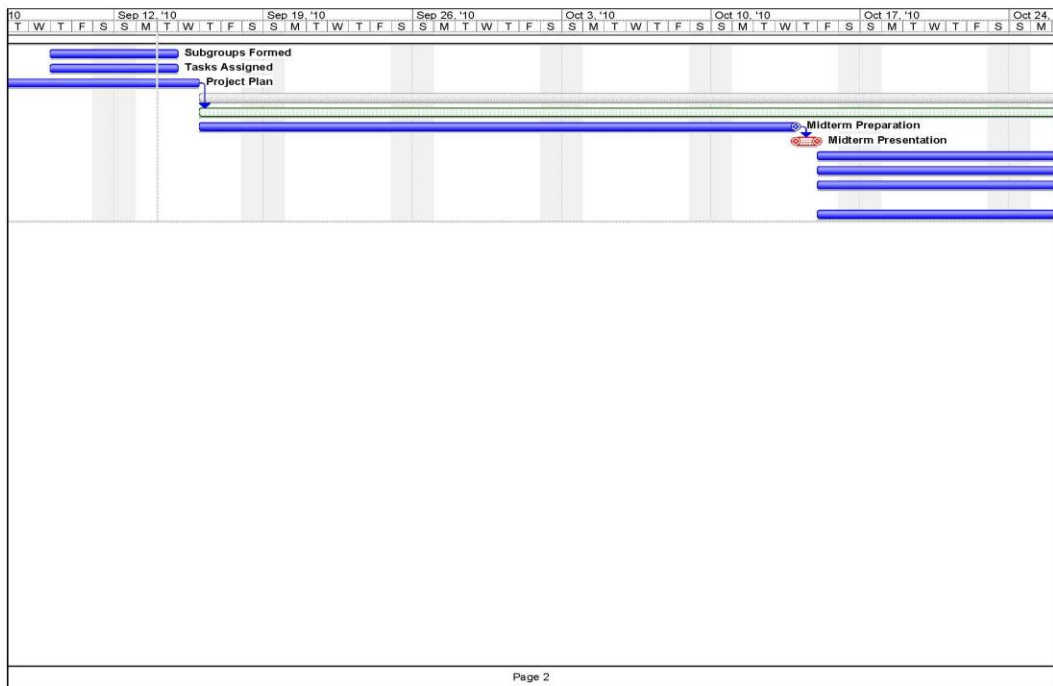 10 Sep 12, '10 Sep 19, '10 Sep 26, '10 Oct 3, '10 Oct 10, '10 Oct 17, '10 Oct 24,
T W T F S S M T W T F S S M T W T F S S M T W T F S S M T W T F S S M T W T F S S M T W T F S S M
Subgroups Formed
Tasks Assigned
Project Plan
Midterm Preparation
Midterm Presentation
Page 2